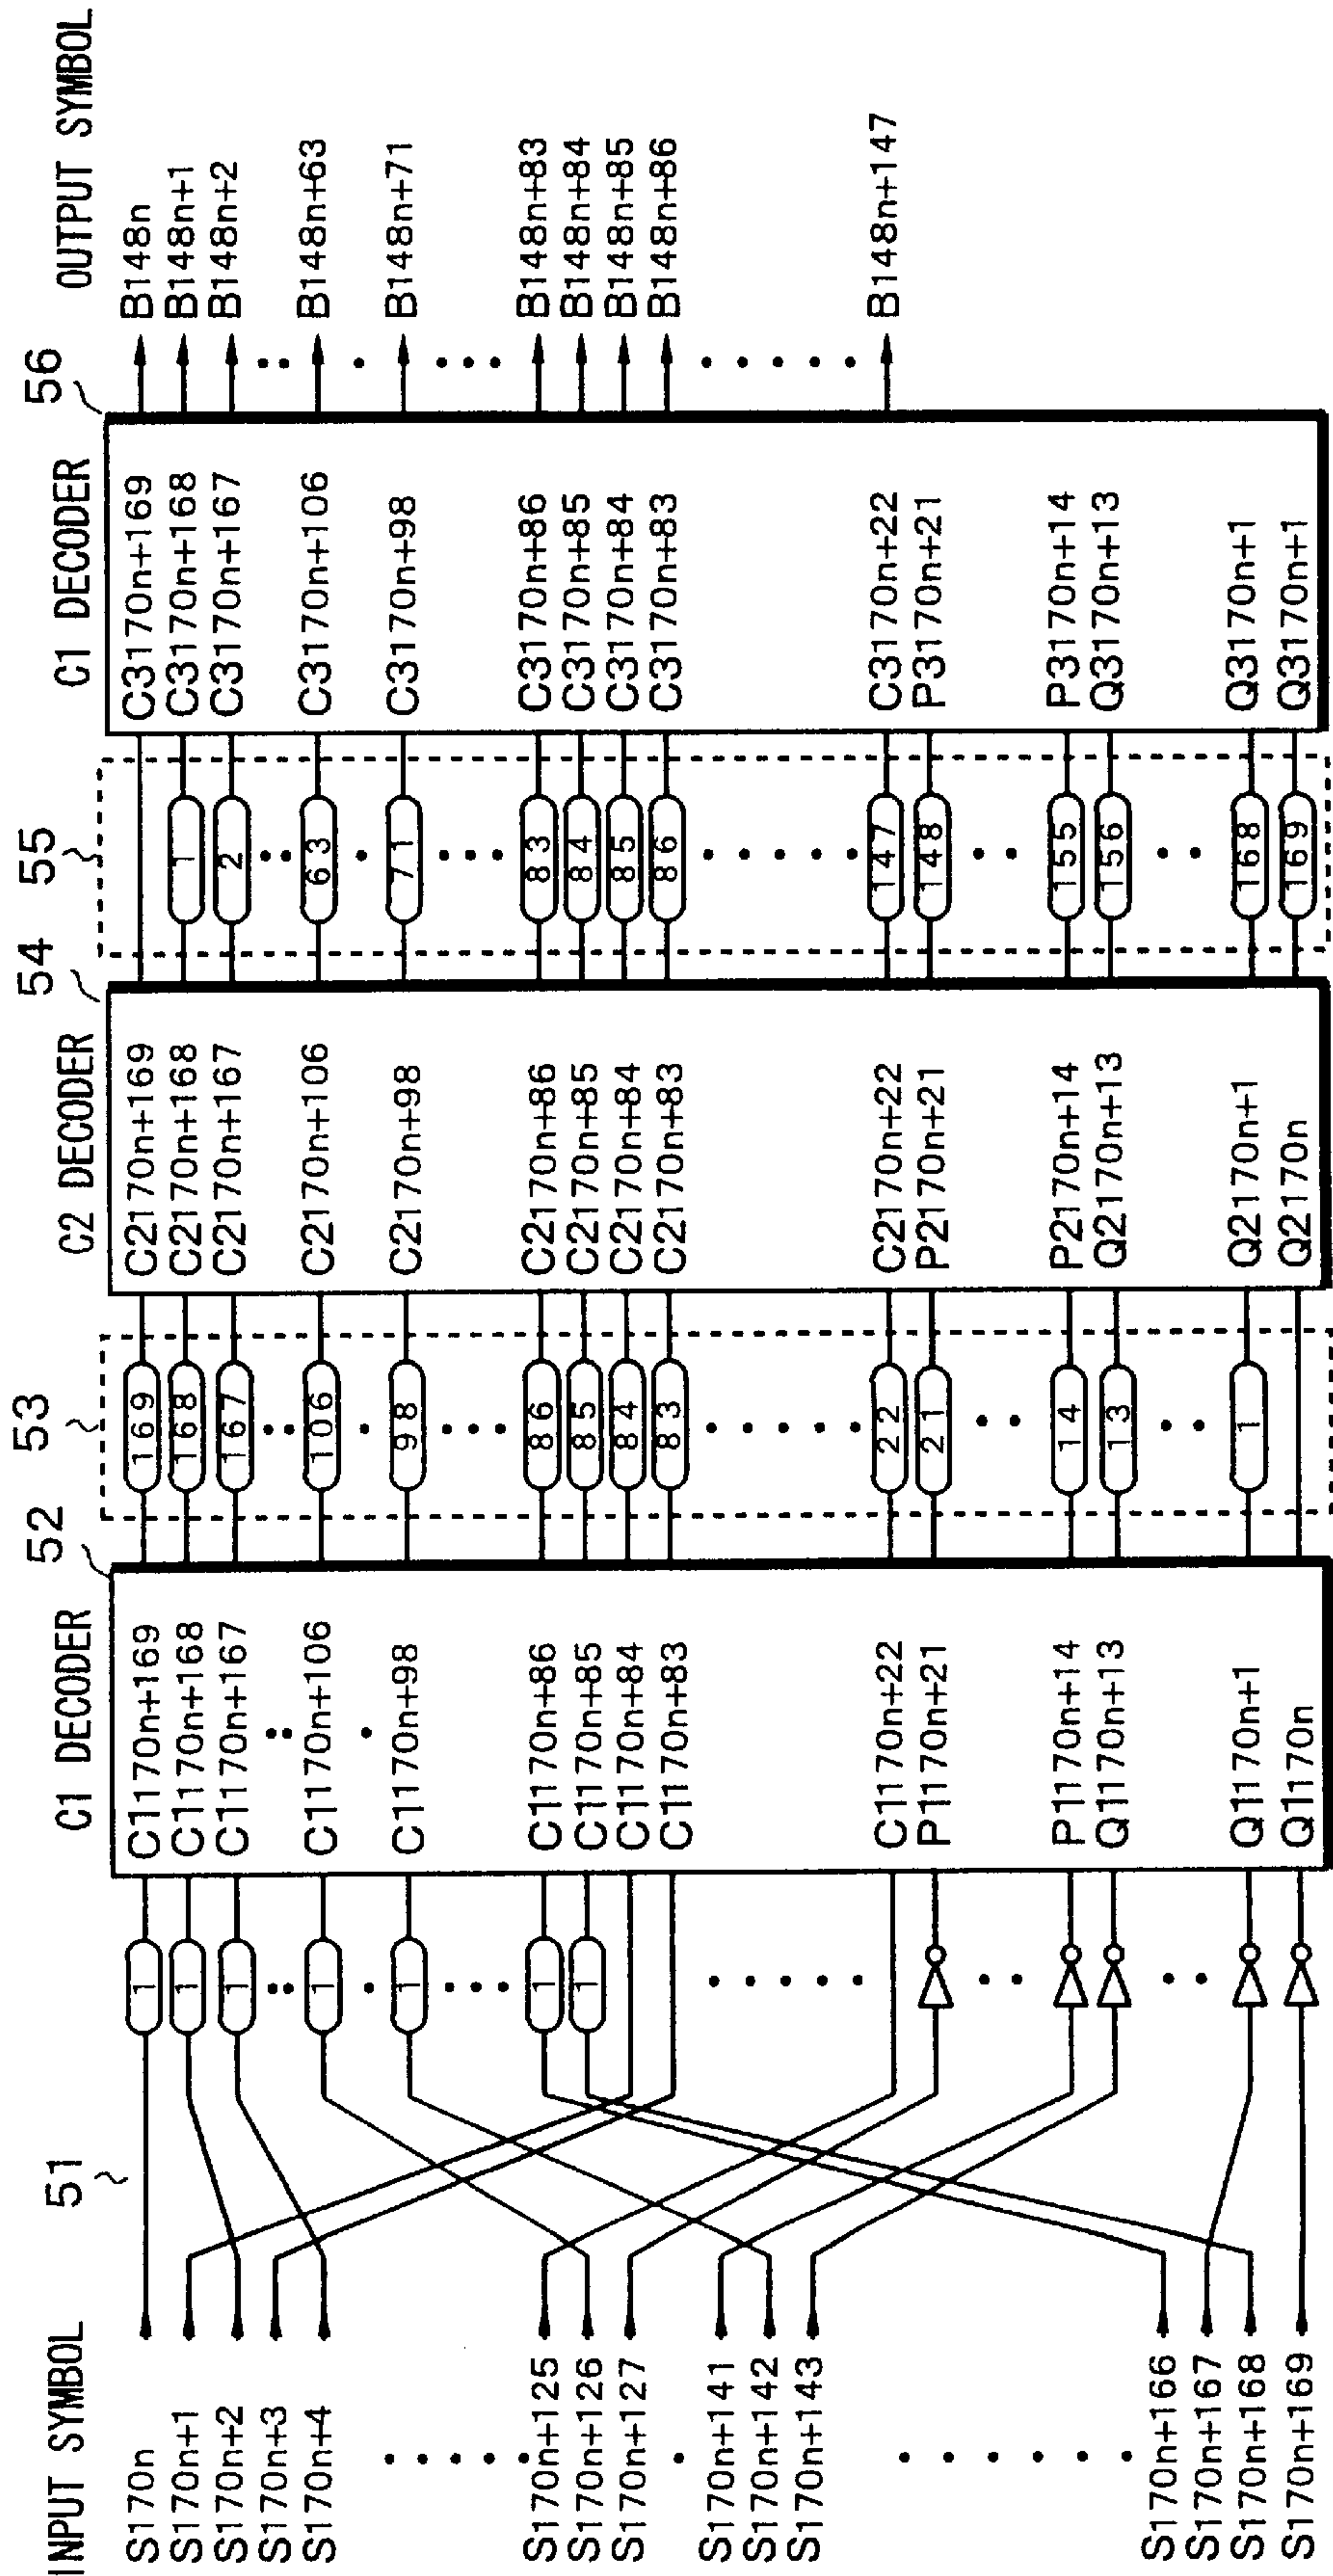 INPUT SYMBOL
S170n
S170n+1
S170n+2
S170n+3
S170n+4
S170n+125
S170n+126
S170n+127
S170n+141
S170n+142
S170n+143
S170n+166
S170n+167
S170n+168
S170n+169
51
1
1
1
1
1
1
1
52
C1 DECODER
C1170n+169
C1170n+168
C1170n+167
C1170n+106
C1170n+98
C1170n+86
C1170n+85
C1170n+84
C1170n+83
C1170n+22
P1170n+21
P1170n+14
Q1170n+13
Q1170n+1
Q1170n
53
169
168
167
106
98
86
85
84
83
22
21
14
13
1
54
C2 DECODER
C2170n+169
C2170n+168
C2170n+167
C2170n+106
C2170n+98
C2170n+86
C2170n+85
C2170n+84
C2170n+83
C2170n+22
P2170n+21
P2170n+14
Q2170n+13
Q2170n+1
Q2170n
55
1
2
63
71
83
84
85
86
147
148
155
156
168
169
56
C1 DECODER
C3170n+169
C3170n+168
C3170n+167
C3170n+106
C3170n+98
C3170n+86
C3170n+85
C3170n+84
C3170n+83
C3170n+22
P3170n+21
P3170n+14
Q3170n+13
Q3170n+1
Q3170n+1
OUTPUT SYMBOL
B148n
B148n+1
B148n+2
B148n+63
B148n+71
B148n+83
B148n+84
B148n+85
B148n+86
B148n+147